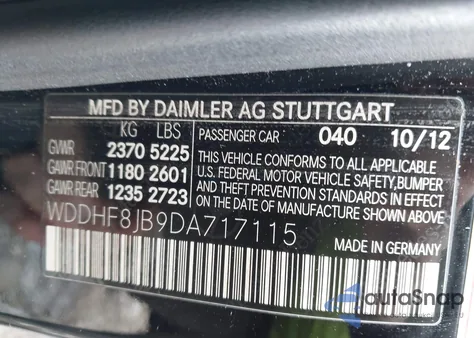 MFD BY DAIMLER AG STUTTGART
KG LBS
GVWR 2370 5225
GAWR FRONT 1180 2601
GAWR REAR 1235 2723
PASSENGER CAR 040 10/12
THIS VEHICLE CONFORMS TO ALL APPLICABLE
U.S. FEDERAL MOTOR VEHICLE SAFETY, BUMPER
AND THEFT PREVENTION STANDARDS IN EFFECT
ON THE DATE OF MANUFACTURE SHOWN ABOVE.
WDDHF8JB9DA717115
MADE IN GERMANY
autoSnap